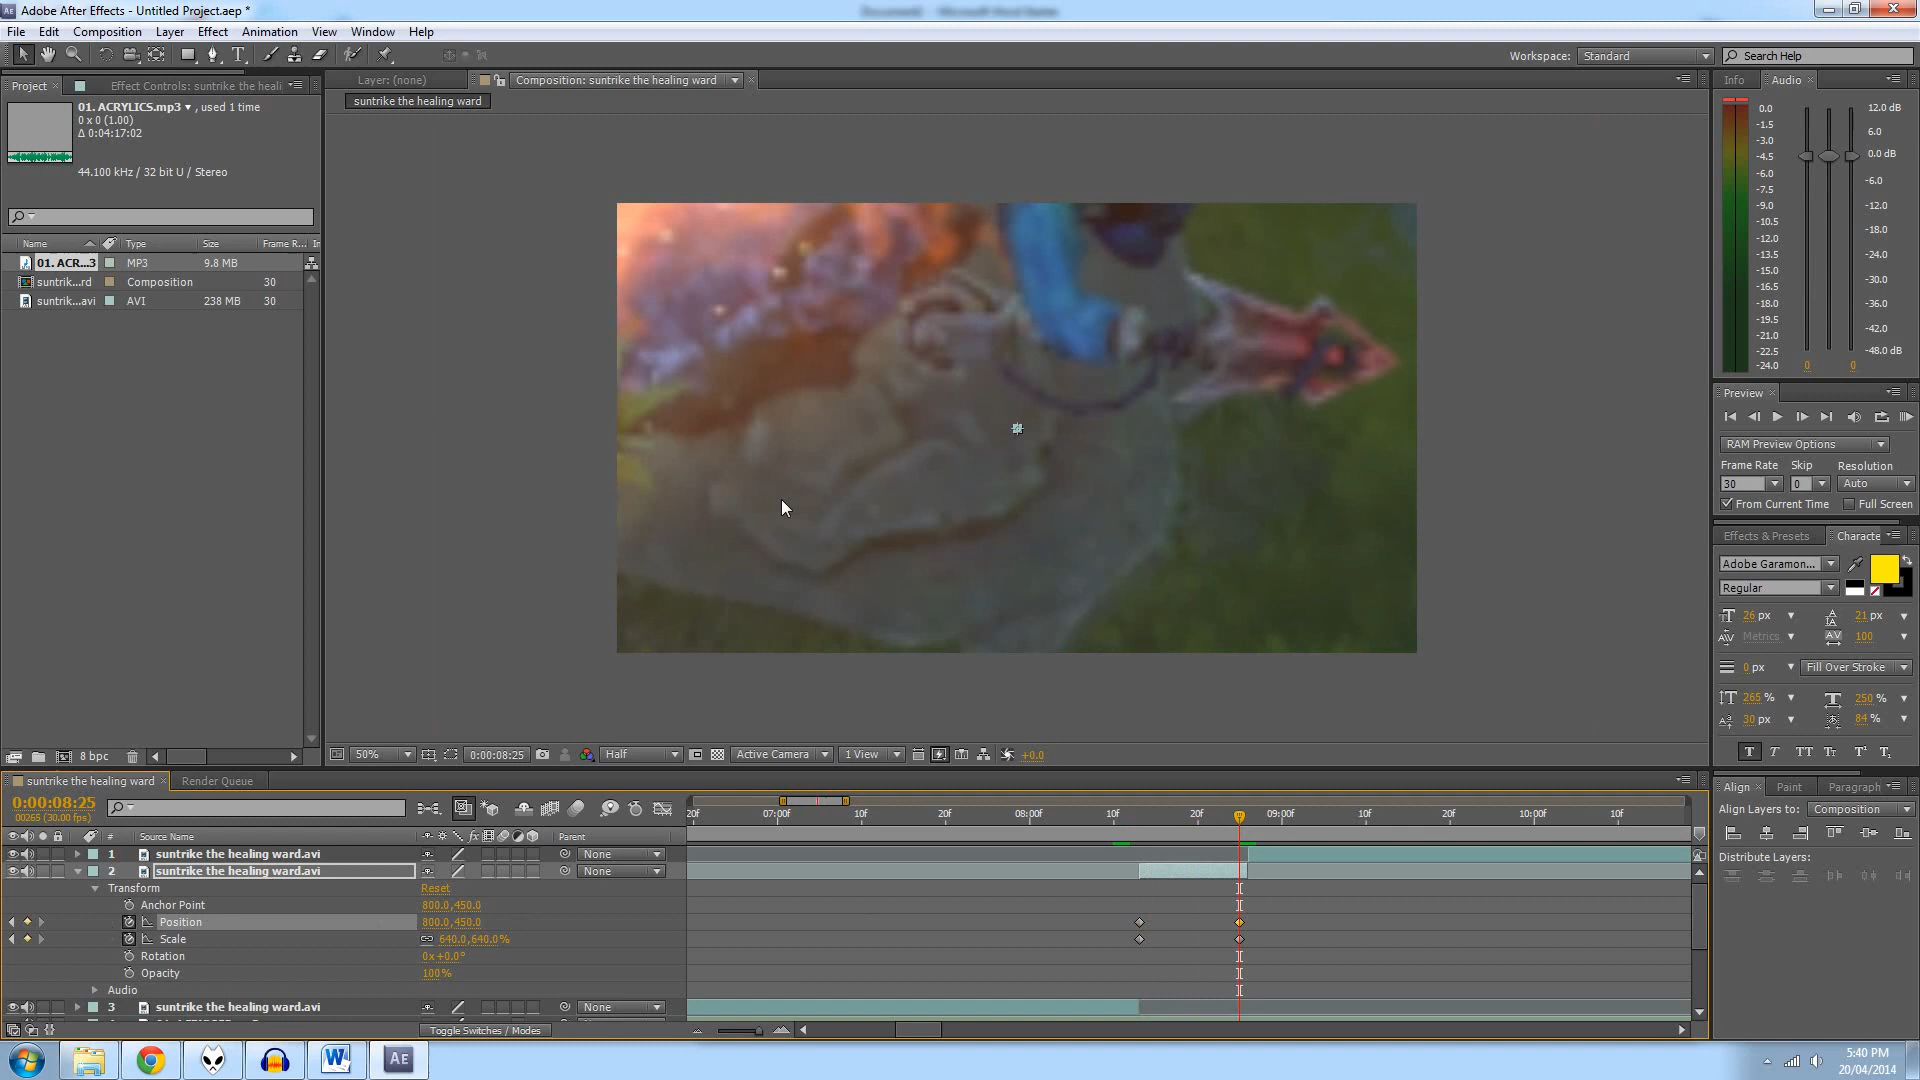 Adobe After Effects - Untitled Project.aep *
File Edit Composition Layer Effect Animation View Window Help
Workspace: Standard Search Help
Project Effect Controls: suntrike the heali
Layer: (none) Composition: suntrike the healing ward
Info Audio
suntrike the healing ward
01. ACRYLICS.mp3 , used 1 time
0 x 0 (1.00)
Δ 0:04:17:02
44.100 kHz / 32 bit U / Stereo
Name Type Size Frame R... In
01. ACR...3 MP3 9.8 MB
suntrik...rd Composition 30
suntrik...avi AVI 238 MB 30
8 bpc
0.0
-1.5
-3.0
-4.5
-6.0
-7.5
-9.0
-10.5
-12.0
-13.5
-15.0
-16.5
-18.0
-19.5
-21.0
-22.5
-24.0
12.0 dB
6.0
0.0 dB
-6.0
-12.0
-18.0
-24.0
-30.0
-36.0
-42.0
-48.0 dB
0 0
Preview
RAM Preview Options
Frame Rate Skip Resolution
30 0 Auto
From Current Time Full Screen
Effects & Presets Characte
Adobe Garamon...
Regular
26 px 21 px
Metrics 100
0 px Fill Over Stroke
265 % 250 %
30 px 84 %
T T TT Tr T¹ T₁
50% 0:00:08:25 Half Active Camera 1 View +0.0
suntrike the healing ward Render Queue
0:00:08:25
00265 (30.00 fps)
20f 07:00f 10f 20f 08:00f 10f 20f 09:00f 10f 20f 10:00f 10f
# Source Name fx Parent
1 suntrike the healing ward.avi None
2 suntrike the healing ward.avi None
Transform Reset
Anchor Point 800.0,450.0
Position 800.0,450.0
Scale 640.0,640.0%
Rotation 0x+0.0°
Opacity 100%
Audio
3 suntrike the healing ward.avi None
Toggle Switches / Modes
Align Paint Paragraph
Align Layers to: Composition
Distribute Layers:
5:40 PM
20/04/2014